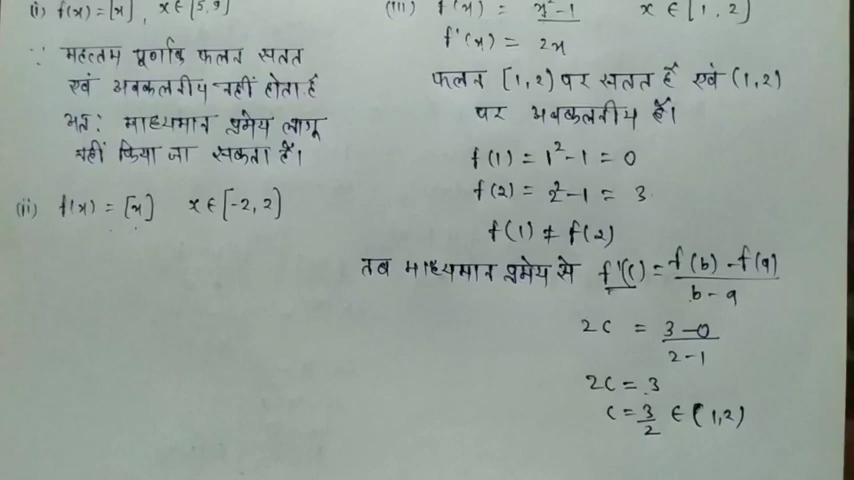 (i) f(x) = [x], x ∈ [5, 9]
∵ महत्तम पूर्णांक फलन सतत
एवं अवकलनीय नहीं होता है
अतः माध्यमान प्रमेय लागू
नहीं किया जा सकता है।
(ii) f(x) = [x] x ∈ [-2, 2]
(iii) f(x) = x²-1 x ∈ [1, 2]
f'(x) = 2x
फलन [1,2) पर सतत है एवं (1,2)
पर अवकलनीय है।
f(1) = 1²-1 = 0
f(2) = 2²-1 = 3
f(1) ≠ f(2)
तब माध्यमान प्रमेय से f'(c) = f(b) - f(a) / b - a
2c = 3-0 / 2-1
2c = 3
c = 3/2 ∈ (1,2)